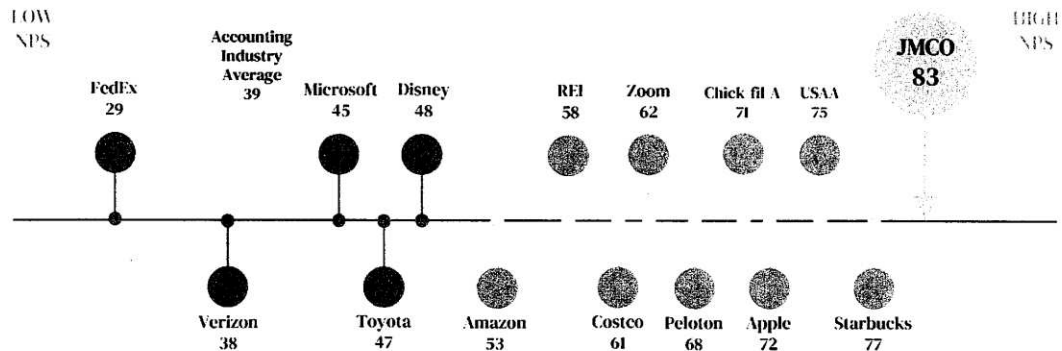 LOW
NPS
HIGH
NPS
Accounting
Industry
Average
39
JMCO
83
FedEx
29
Microsoft
45
Disney
48
REI
58
Zoom
62
Chick fil A
71
USAA
75
Verizon
38
Toyota
47
Amazon
53
Costco
61
Peloton
68
Apple
72
Starbucks
77